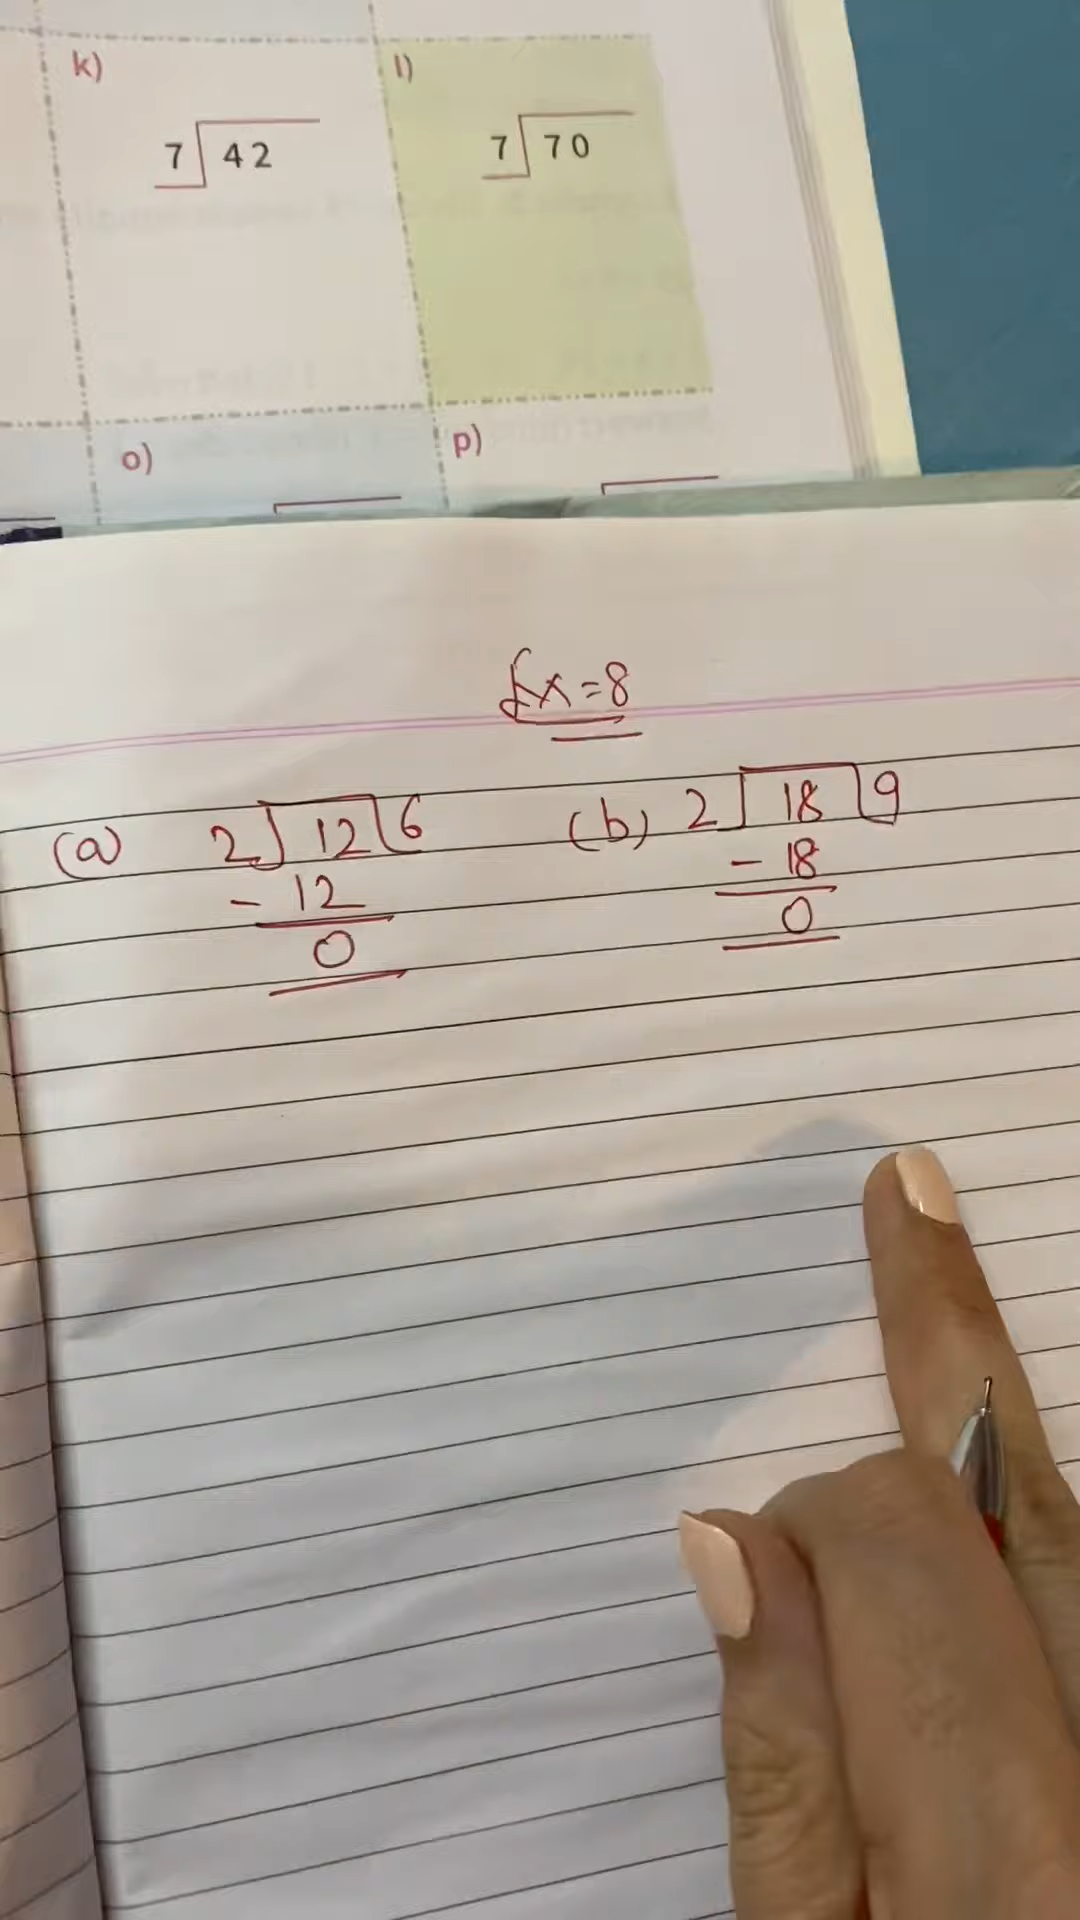 k) l)
7 42 7 70
o) p)
Ex=8
(a) 2 12 6 (b) 2 18 9
- 12 - 18
0 0